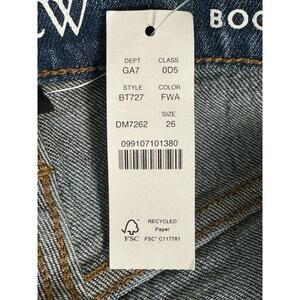 W
BOO
DEPT CLASS
GA7 0D5
STYLE COLOR
BT727 FWA
SIZE
DM7262 26
099107101380
RECYCLED
Paper
FSC
FSC® C117781